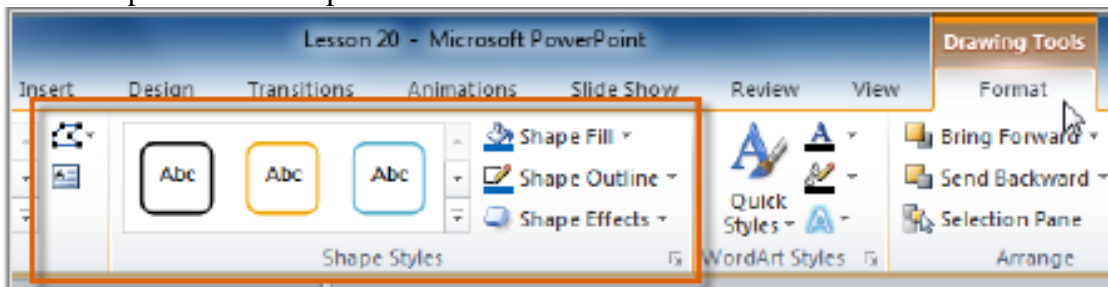 Lesson 20 - Microsoft PowerPoint
Drawing Tools
Insert Design Transitions Animations Slide Show Review View Format
Abc Abc Abc
Shape Fill
Shape Outline
Shape Effects
Shape Styles
A A
Quick
Styles A
WordArt Styles
Bring Forward
Send Backward
Selection Pane
Arrange